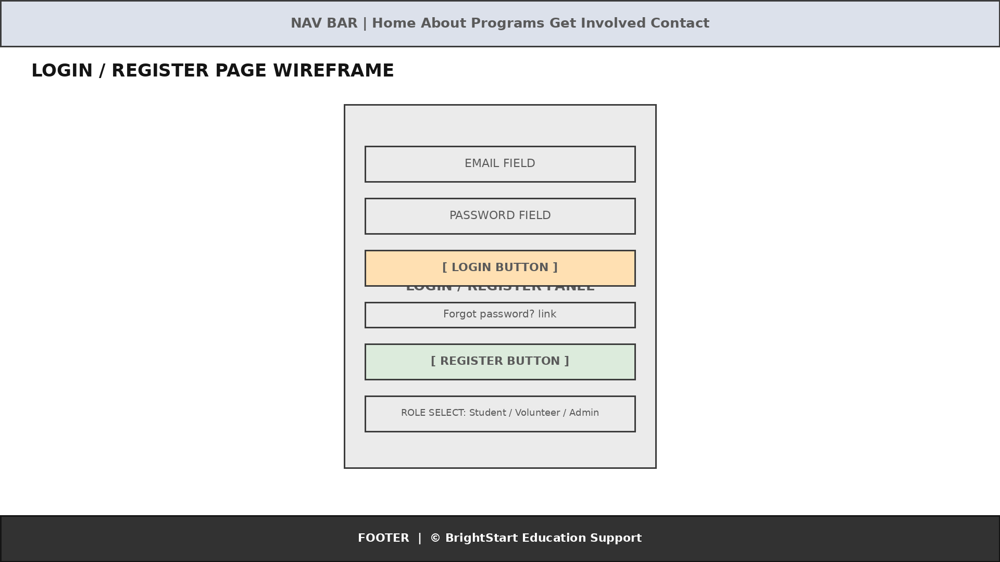 NAV BAR | Home About Programs Get Involved Contact
LOGIN / REGISTER PAGE WIREFRAME
EMAIL FIELD
PASSWORD FIELD
[ LOGIN BUTTON ]
LOGIN / REGISTER PANEL
Forgot password? link
[ REGISTER BUTTON ]
ROLE SELECT: Student / Volunteer / Admin
FOOTER | © BrightStart Education Support